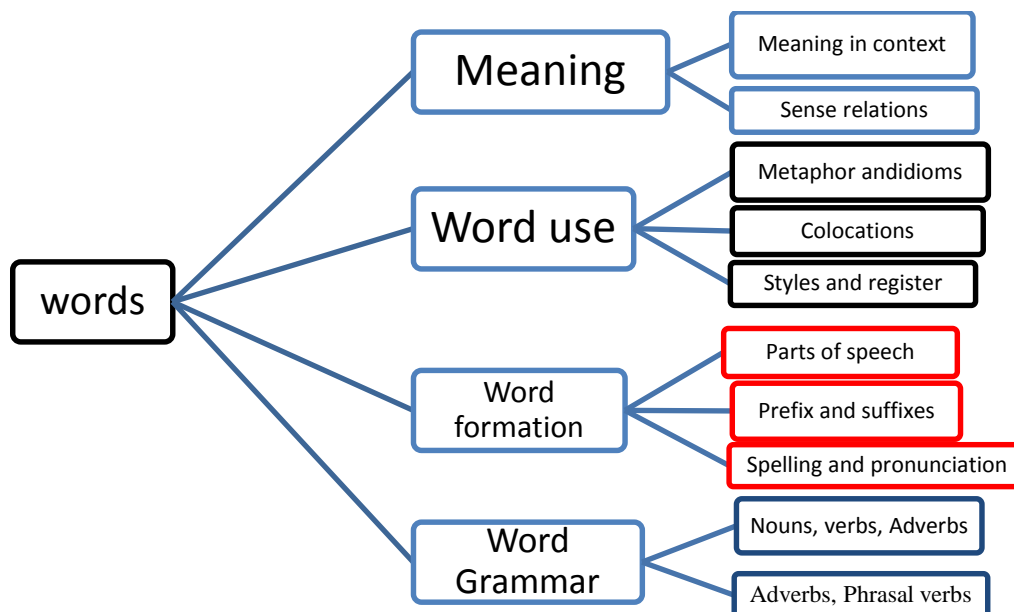 words
Meaning
Meaning in context
Sense relations
Word use
Metaphor andidioms
Colocations
Styles and register
Word
formation
Parts of speech
Prefix and suffixes
Spelling and pronunciation
Word
Grammar
Nouns, verbs, Adverbs
Adverbs, Phrasal verbs